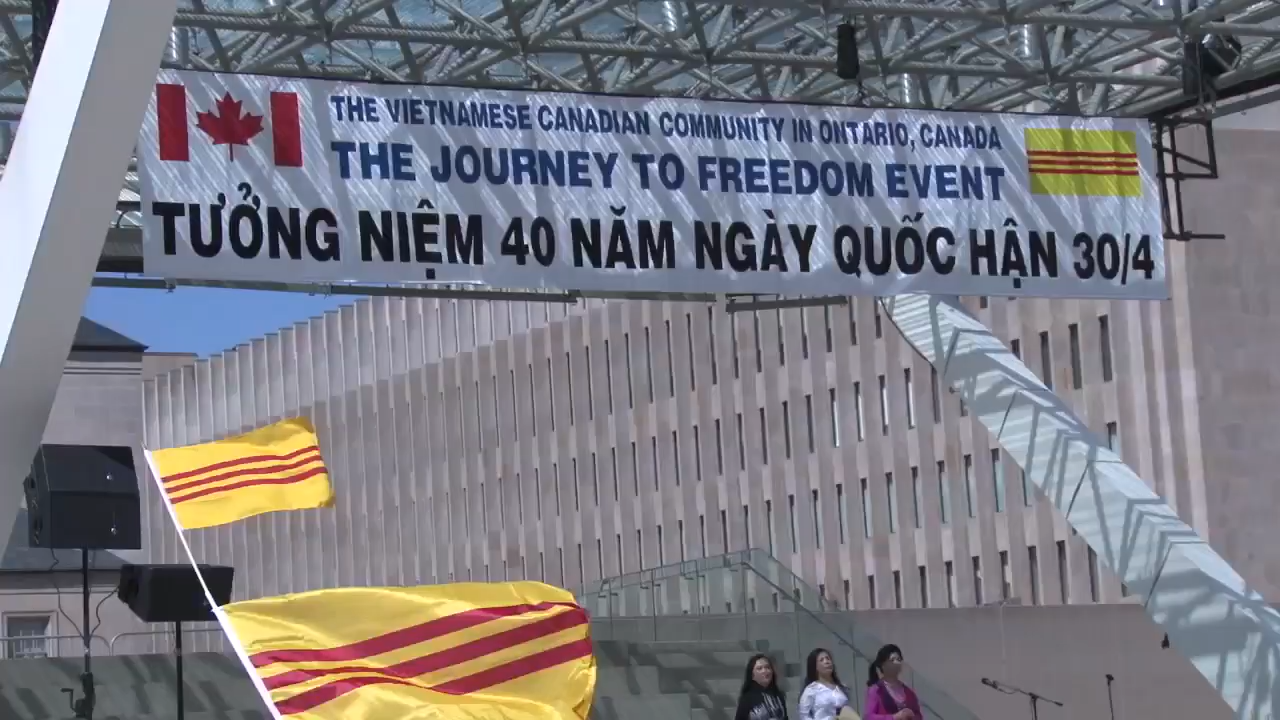 THE VIETNAMESE CANADIAN COMMUNITY IN ONTARIO, CANADA
THE JOURNEY TO FREEDOM EVENT
TƯỞNG NIỆM 40 NĂM NGÀY QUỐC HẬN 30/4